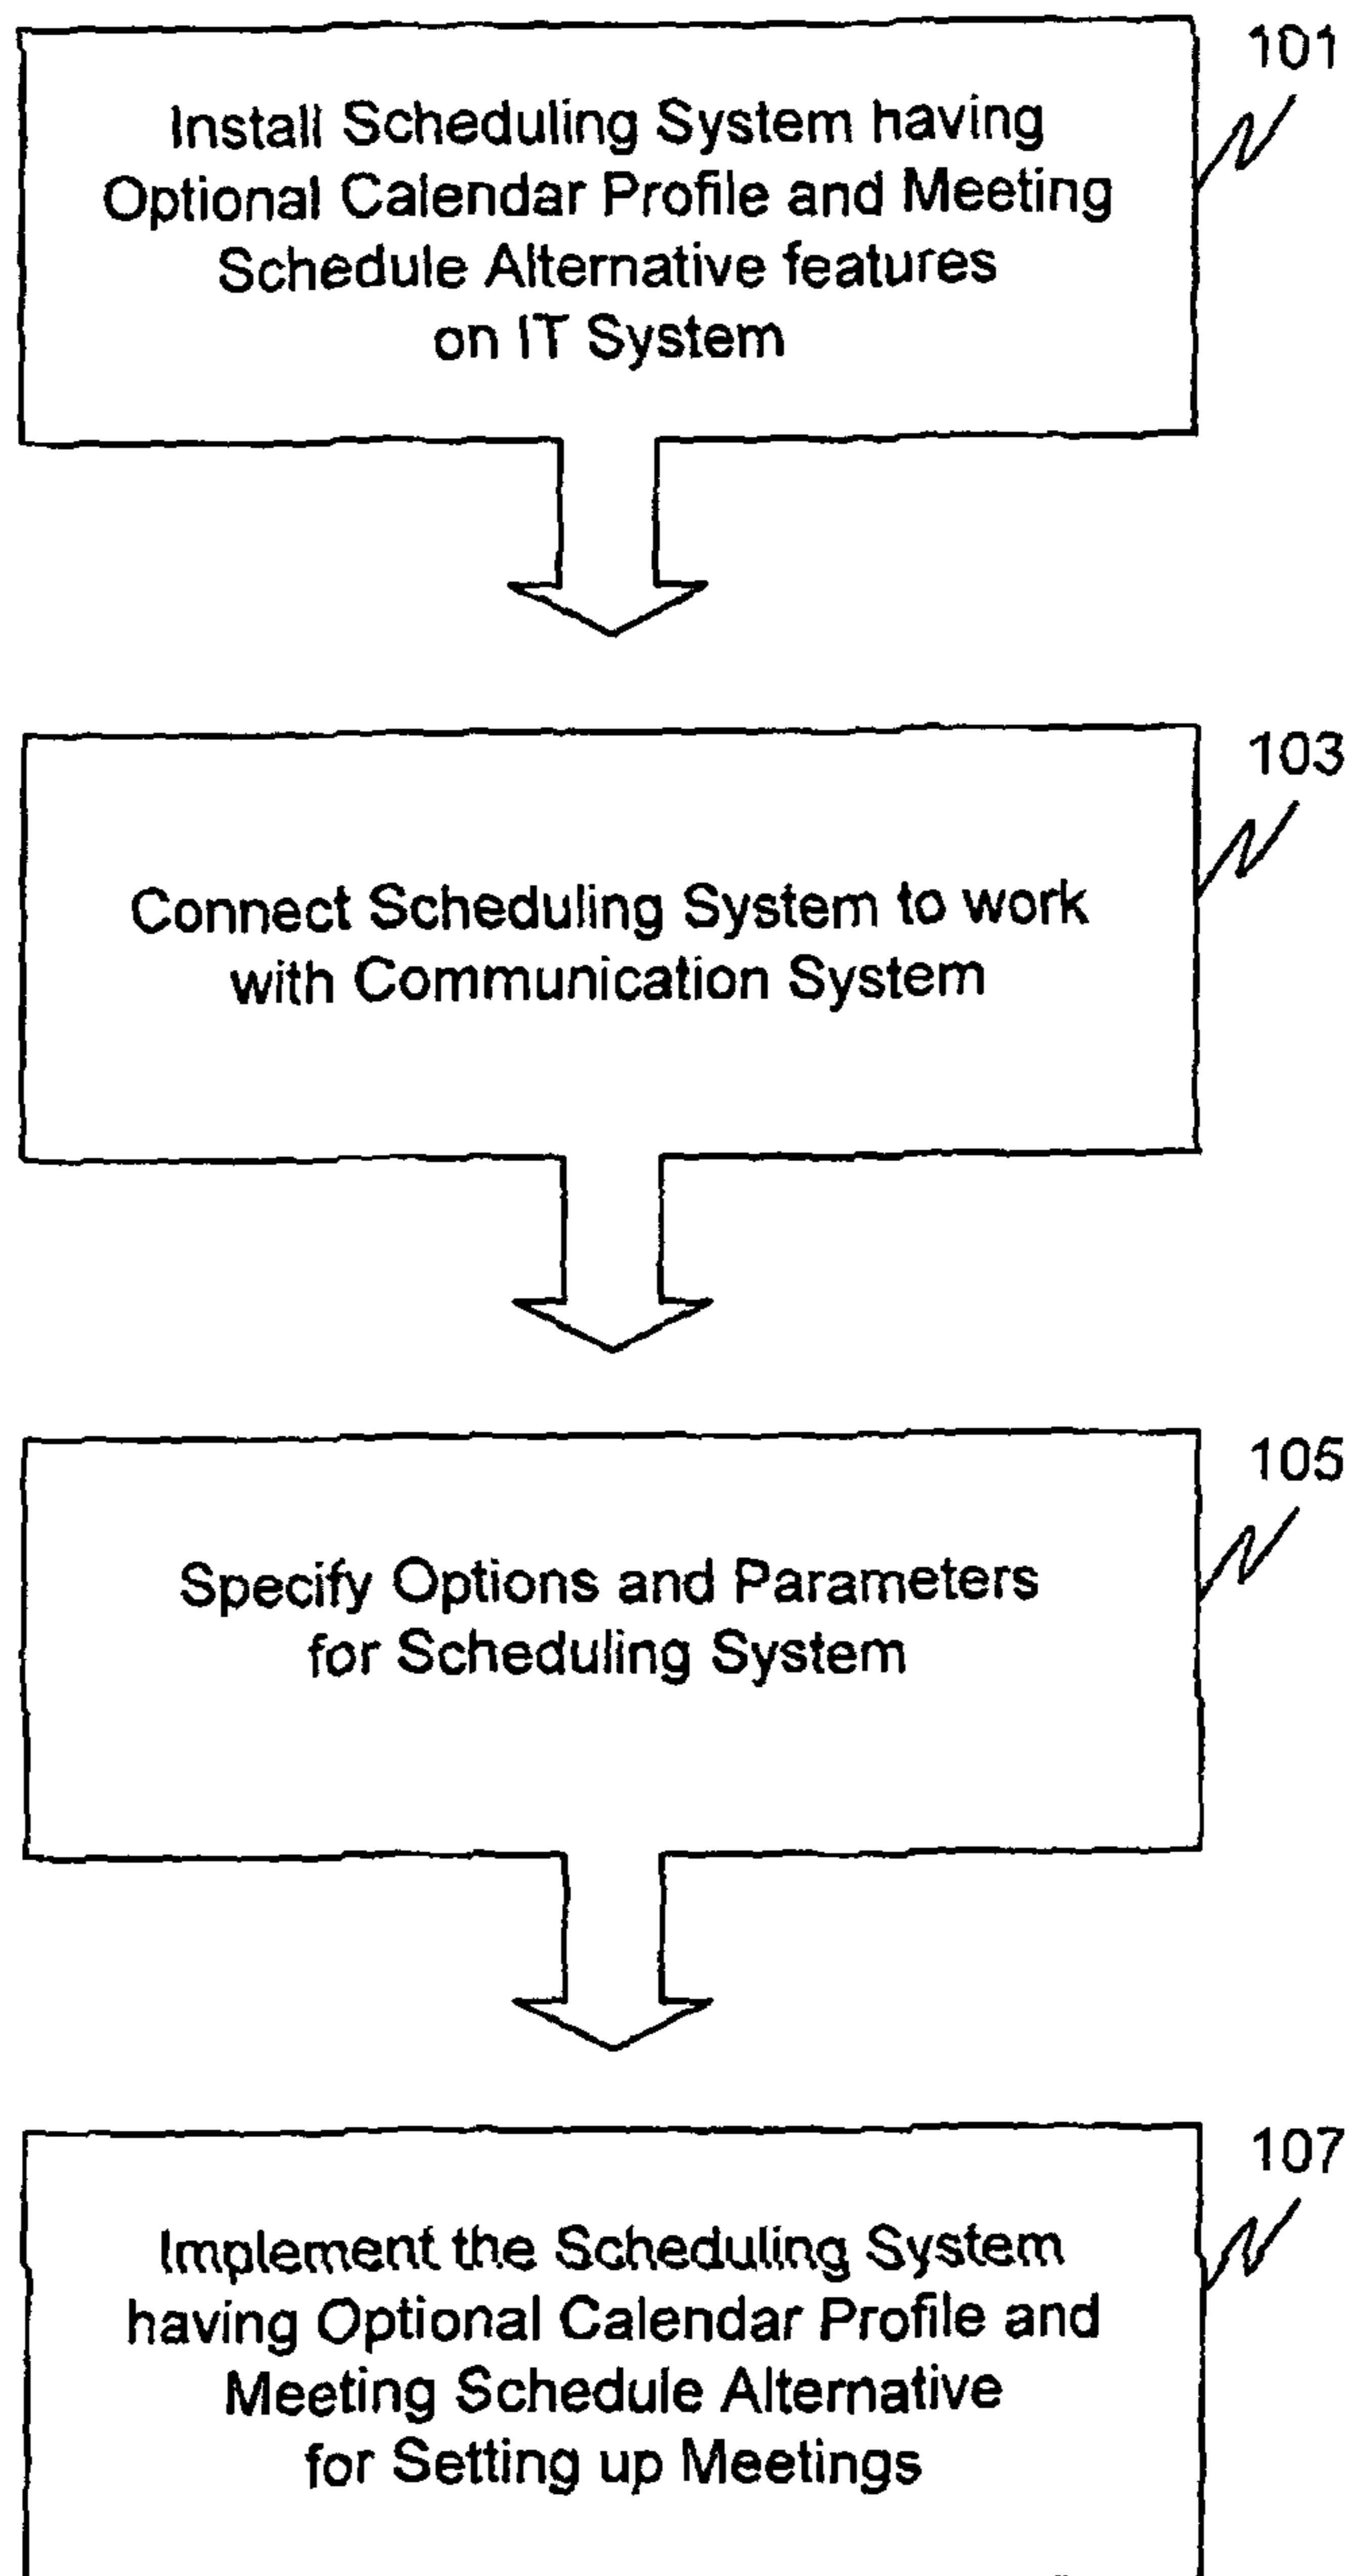 101
Install Scheduling System having
Optional Calendar Profile and Meeting
Schedule Alternative features
on IT System
103
Connect Scheduling System to work
with Communication System
105
Specify Options and Parameters
for Scheduling System
107
Implement the Scheduling System
having Optional Calendar Profile and
Meeting Schedule Alternative
for Setting up Meetings